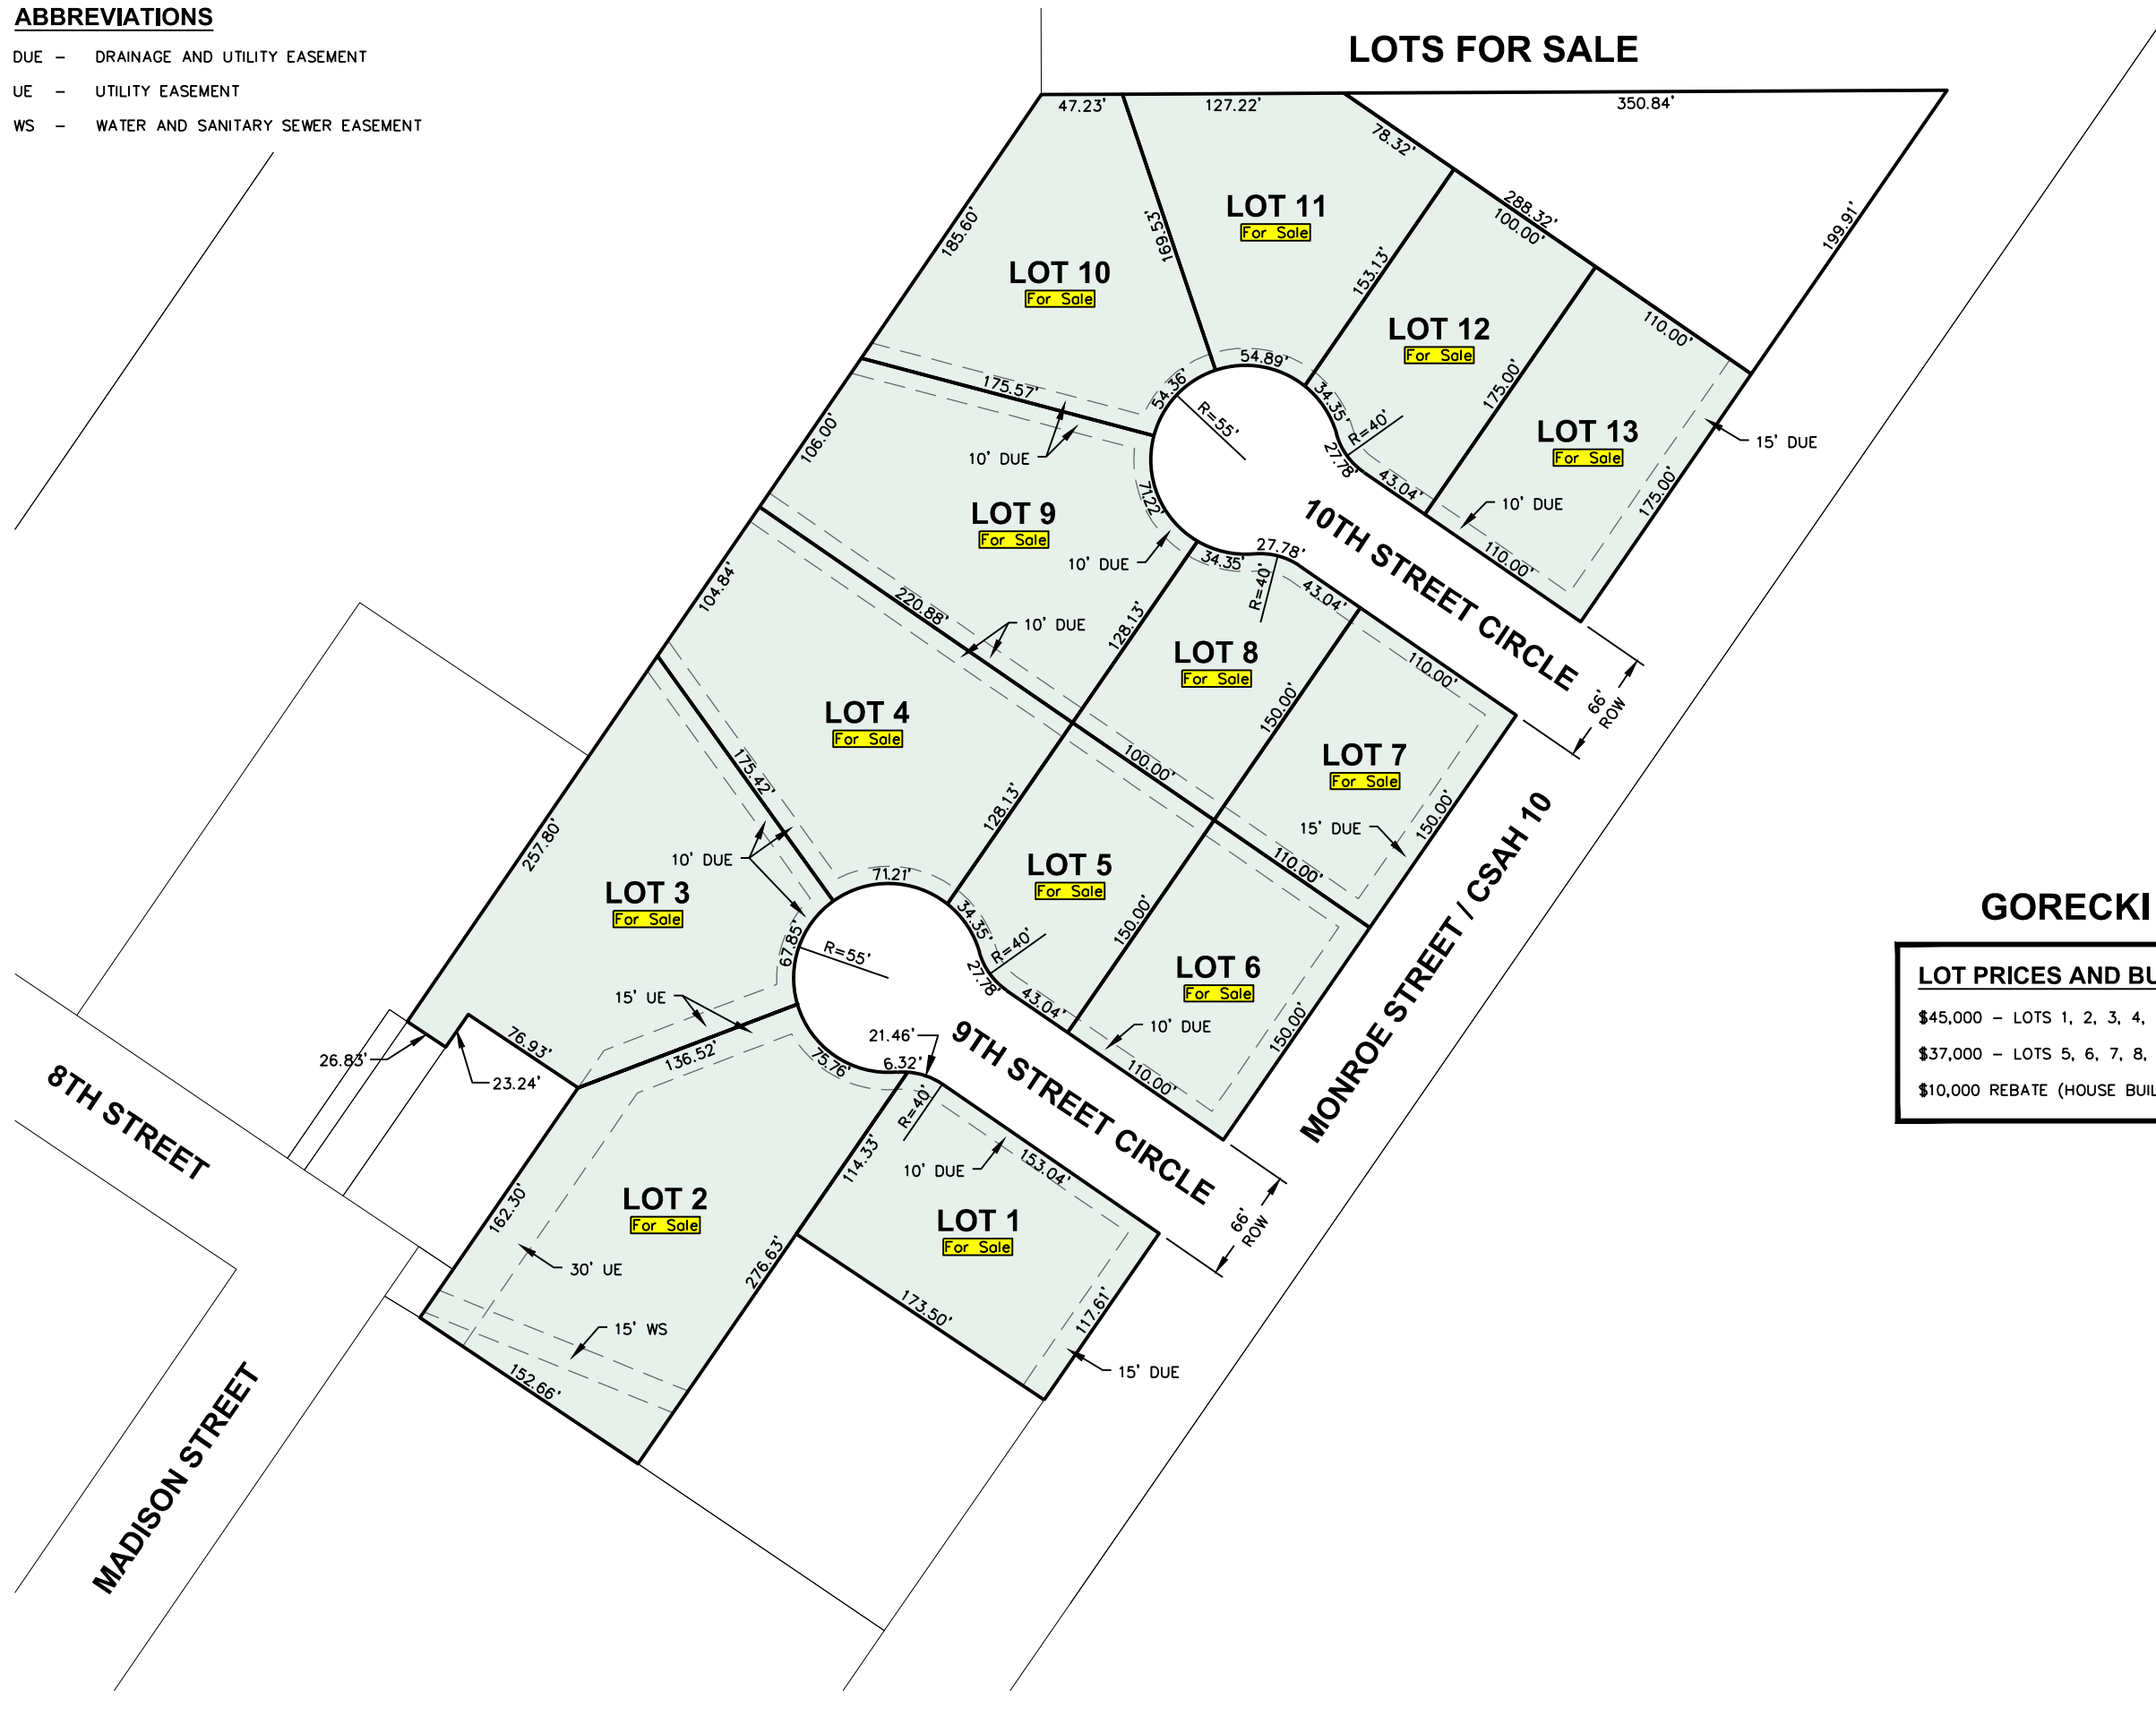 ABBREVIATIONS
DUE - DRAINAGE AND UTILITY EASEMENT
UE - UTILITY EASEMENT
WS - WATER AND SANITARY SEWER EASEMENT
LOTS FOR SALE
47.23'
127.22'
350.84'
78.32'
288.32'
100.00'
199.91'
185.60'
169.53'
LOT 11
For Sale
LOT 10
For Sale
153.13'
LOT 12
For Sale
110.00'
175.00'
LOT 13
For Sale
15' DUE
175.00'
54.89'
54.36'
34.35'
R=55'
R=40'
27.78'
43.04'
10' DUE
110.00'
175.57'
10' DUE
106.00'
71.22'
LOT 9
For Sale
10' DUE
34.35'
27.78'
R=40'
43.04'
10TH STREET CIRCLE
66'
ROW
104.84'
220.88'
10' DUE
128.13'
LOT 8
For Sale
110.00'
150.00'
LOT 7
For Sale
100.00'
15' DUE
150.00'
110.00'
LOT 4
For Sale
175.42'
128.13'
10' DUE
257.80'
LOT 3
For Sale
71.21'
67.85'
R=55'
34.35'
R=40'
27.78'
43.04'
LOT 5
For Sale
150.00'
LOT 6
For Sale
10' DUE
150.00'
110.00'
MONROE STREET / CSAH 10
GORECKI
LOT PRICES AND BU
$45,000 - LOTS 1, 2, 3, 4,
$37,000 - LOTS 5, 6, 7, 8,
$10,000 REBATE (HOUSE BUIL
15' UE
76.93'
26.83'
23.24'
136.52'
75.76'
21.46'
6.32'
R=40'
9TH STREET CIRCLE
66'
ROW
8TH STREET
162.30'
LOT 2
For Sale
30' UE
15' WS
152.66'
276.63'
114.33'
10' DUE
153.04'
LOT 1
For Sale
173.50'
117.61'
15' DUE
MADISON STREET